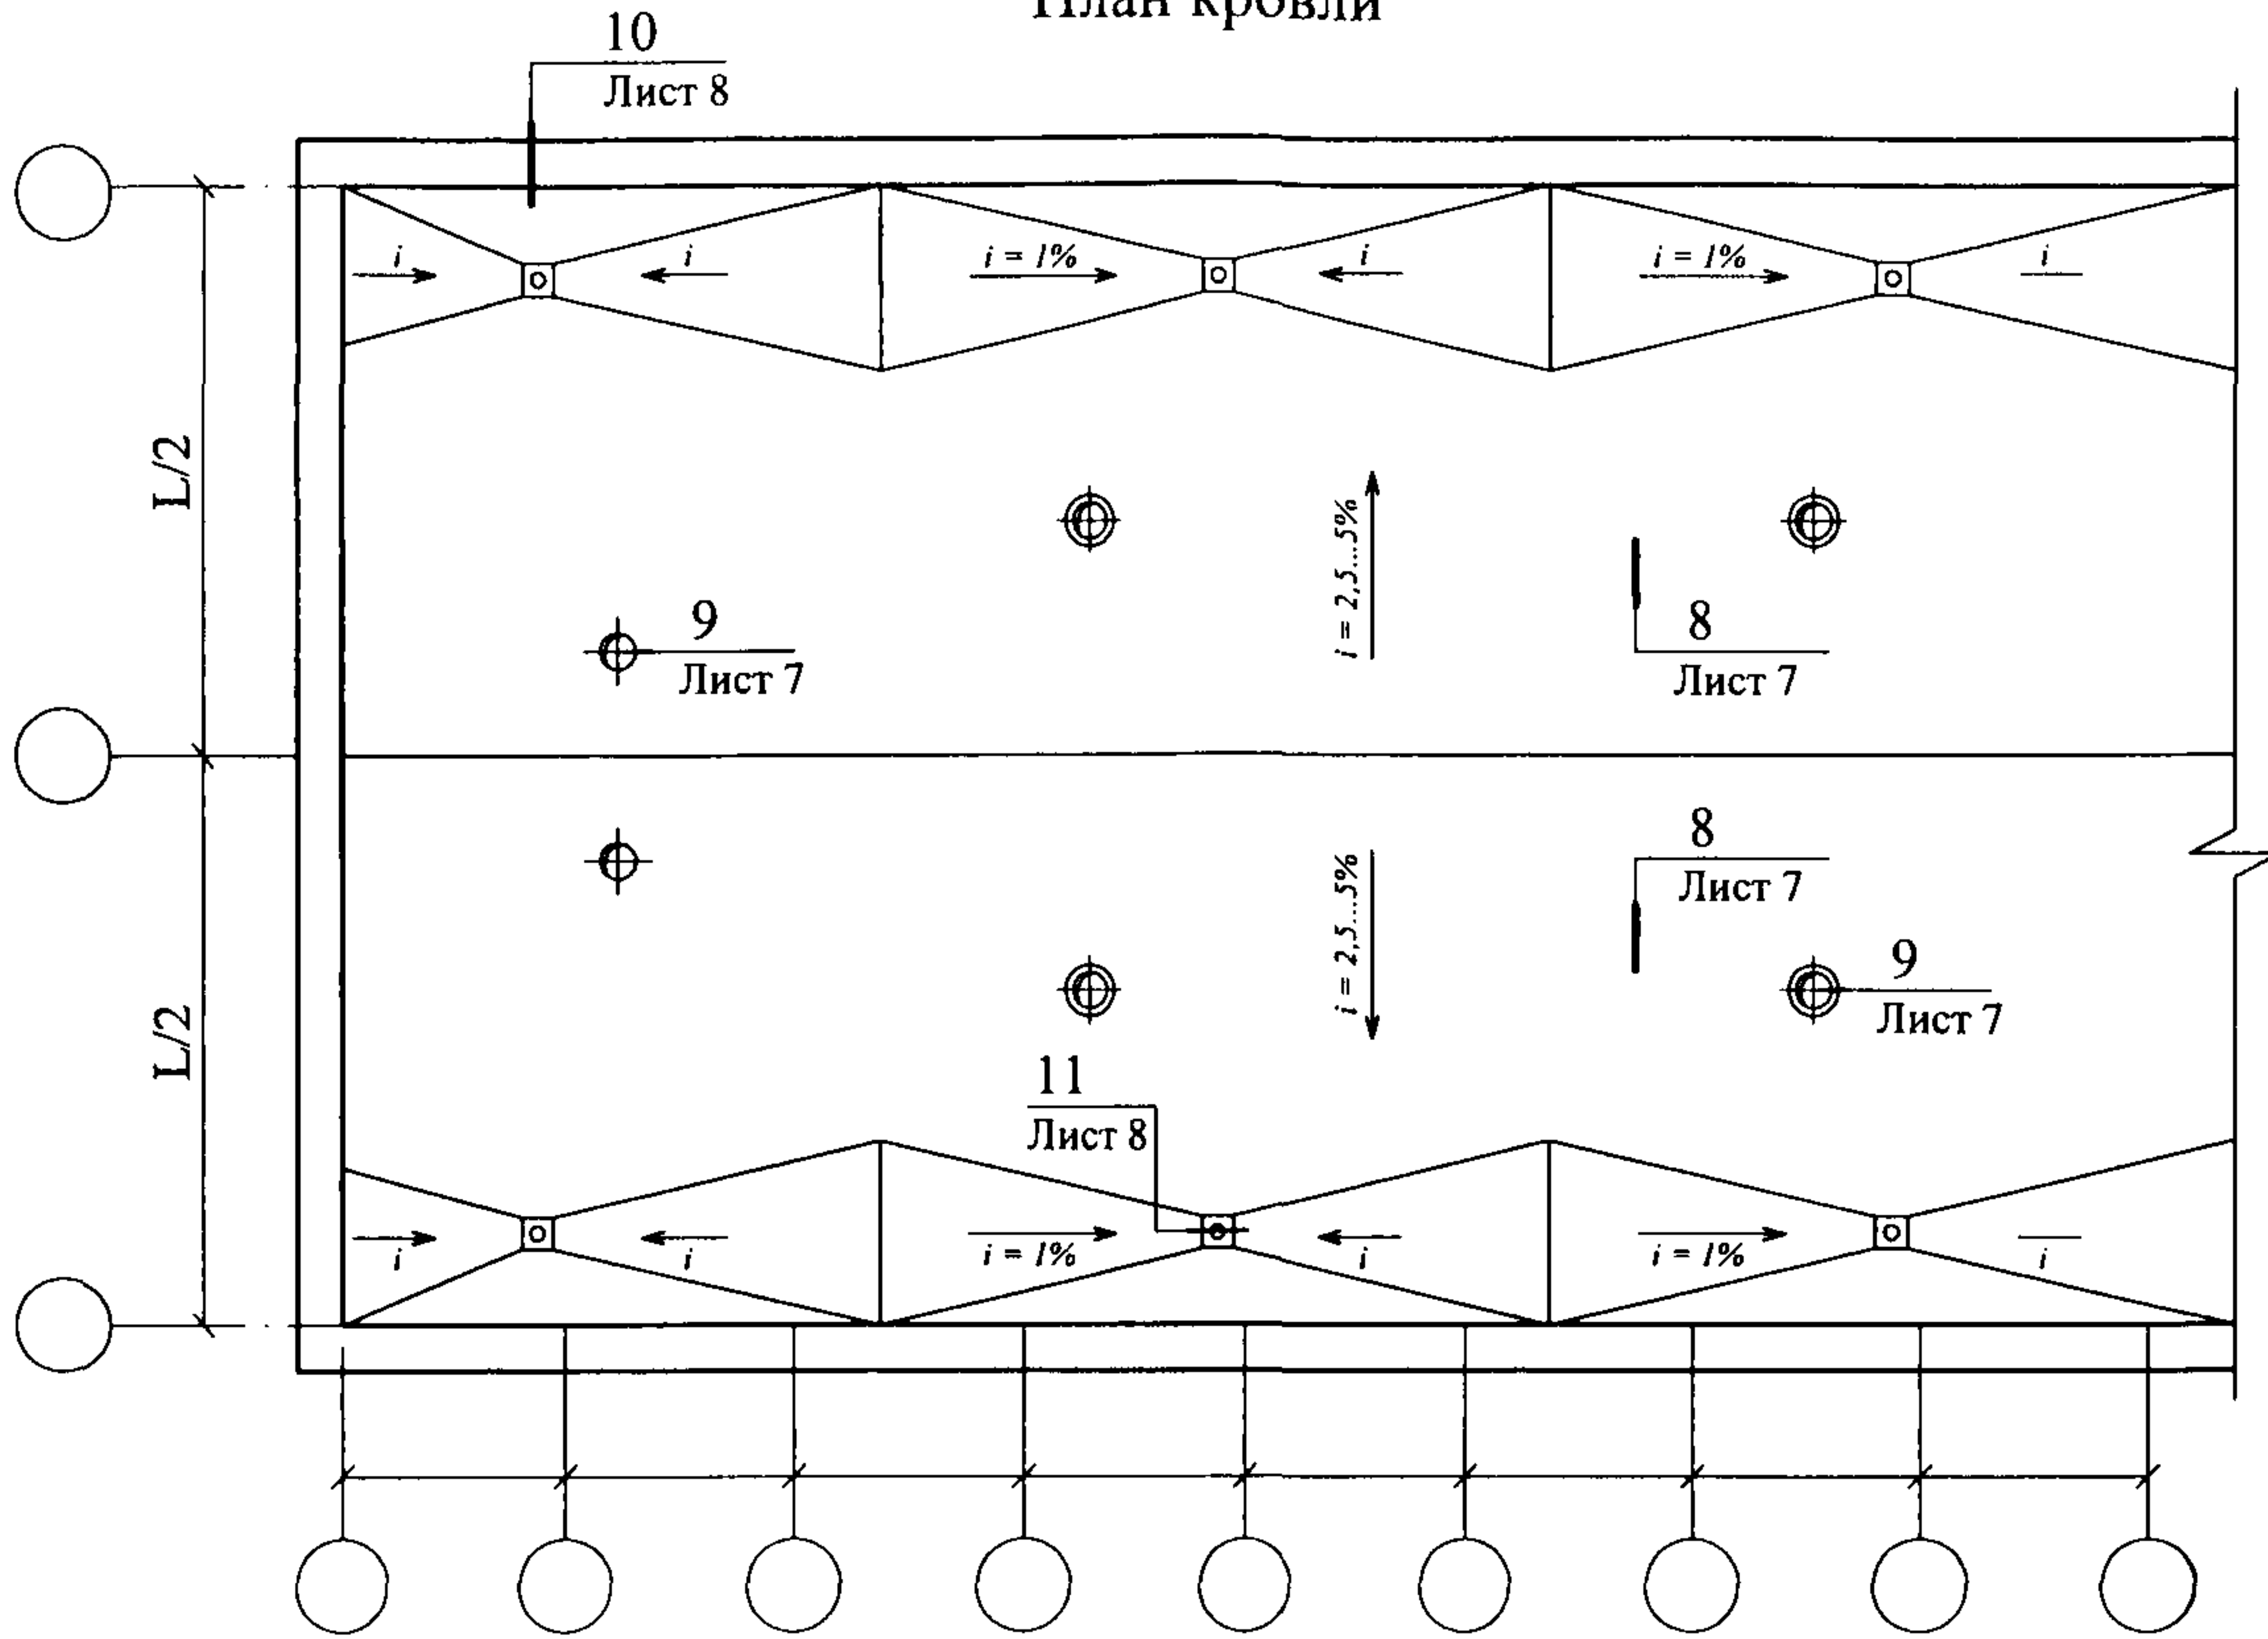 План кровли
10
Лист 8
i
i
i = 1%
i
i = 1%
i
L/2
i = 2,5...5%
9
Лист 7
8
Лист 7
8
Лист 7
L/2
i = 2,5...5%
9
Лист 7
11
Лист 8
i
i
i = 1%
i
i = 1%
i